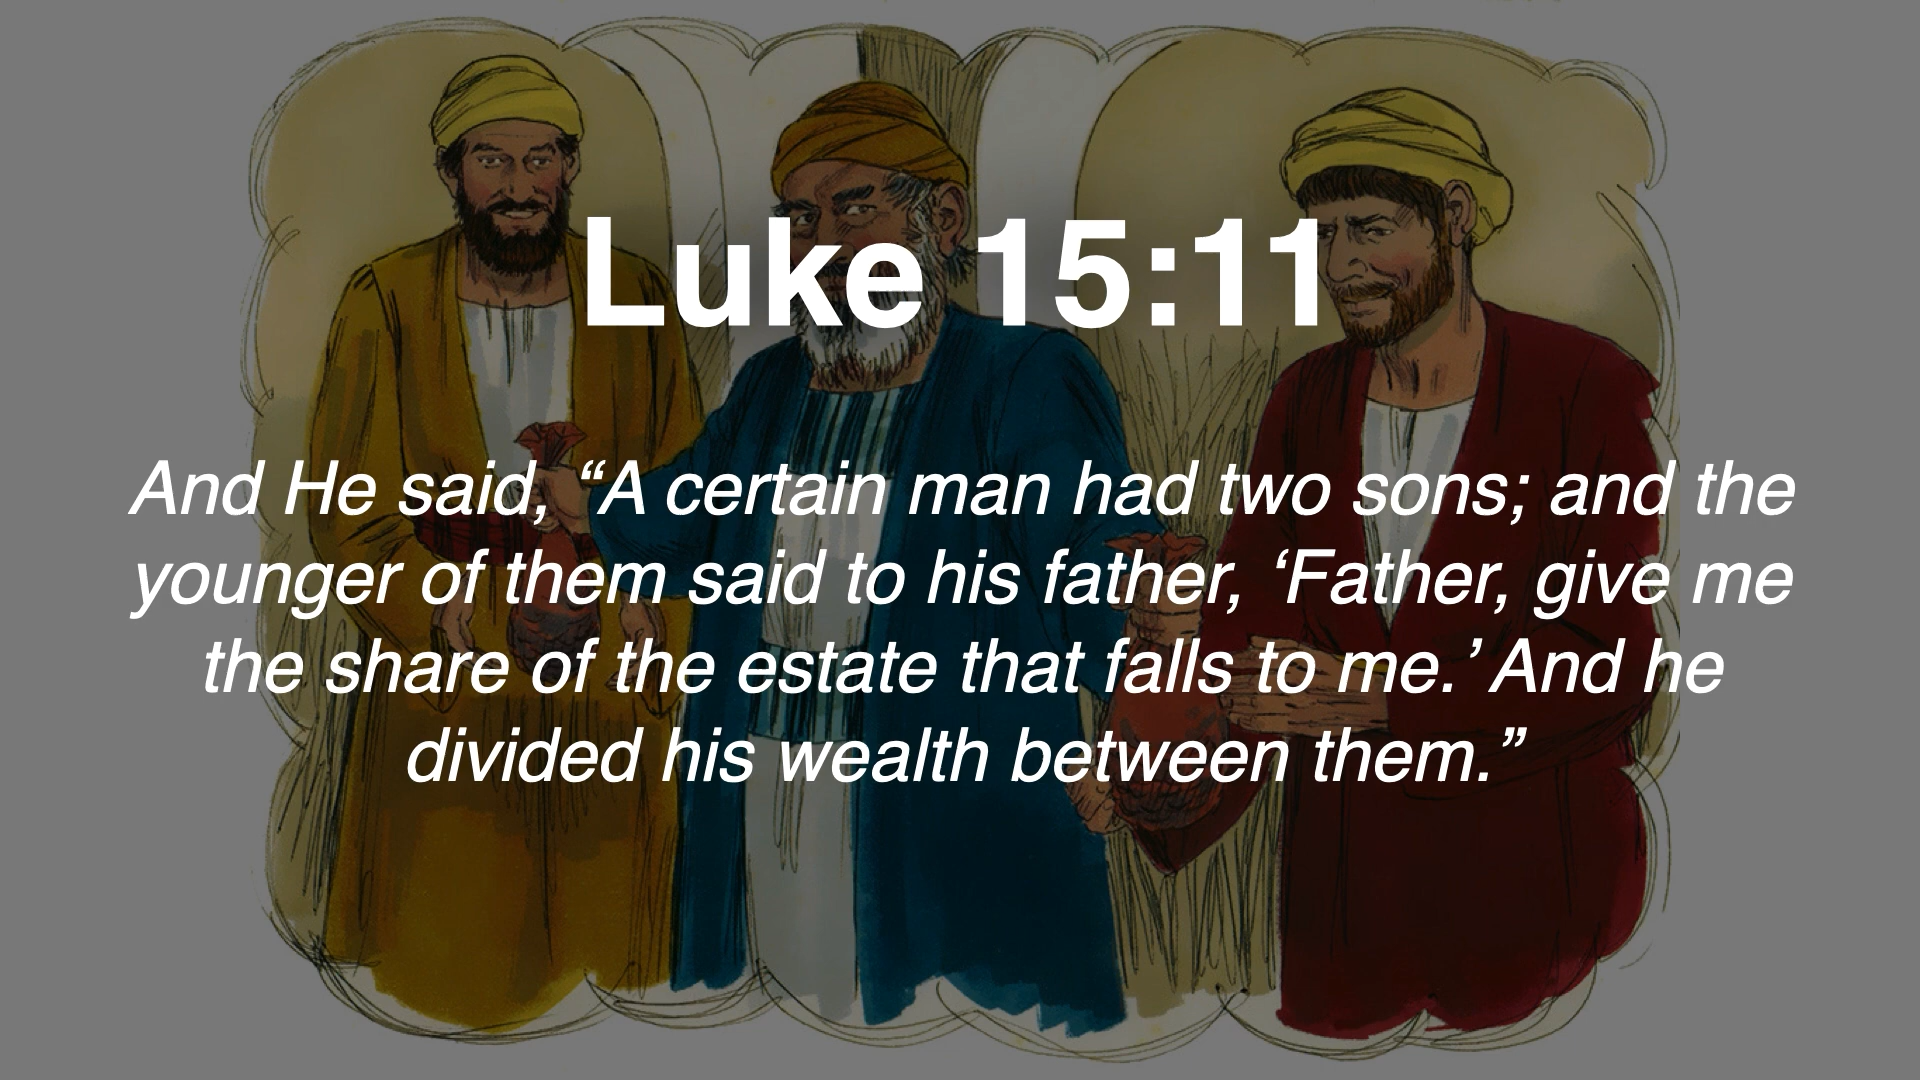 Luke 15:11
And He said, “A certain man had two sons; and the
younger of them said to his father, ‘Father, give me
the share of the estate that falls to me.’ And he
divided his wealth between them.”